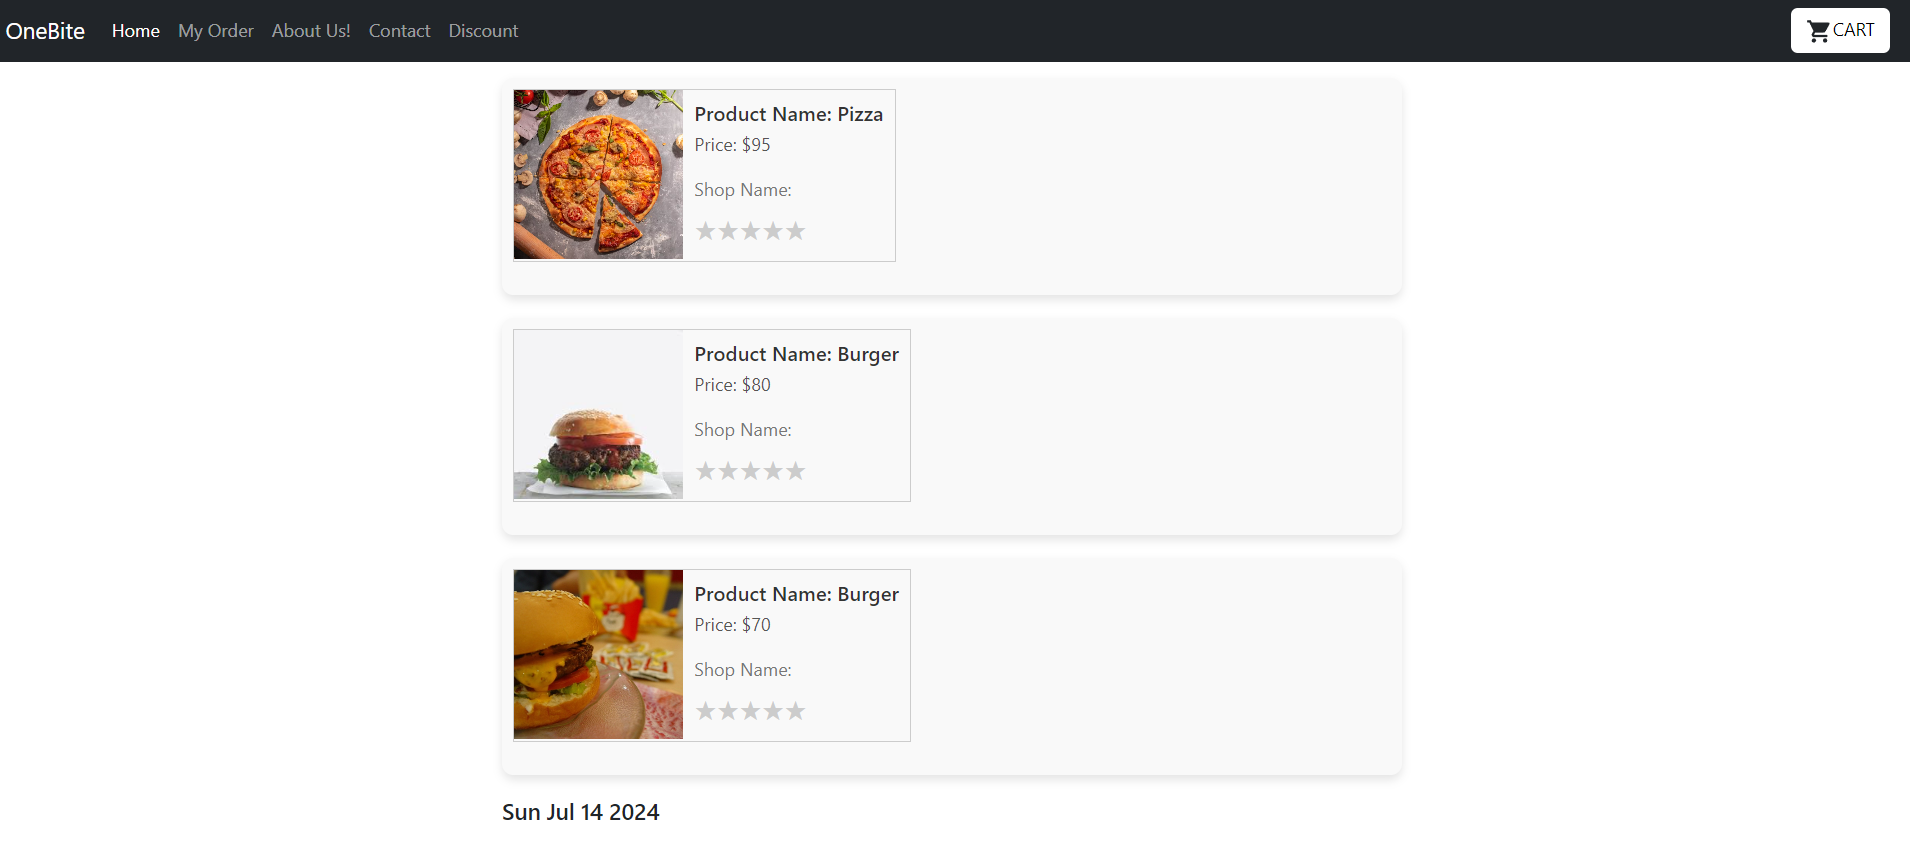 OneBite Home My Order About Us! Contact Discount CART
Product Name: Pizza
Price: $95
Shop Name:
★★★★★
Product Name: Burger
Price: $80
Shop Name:
★★★★★
Product Name: Burger
Price: $70
Shop Name:
★★★★★
Sun Jul 14 2024